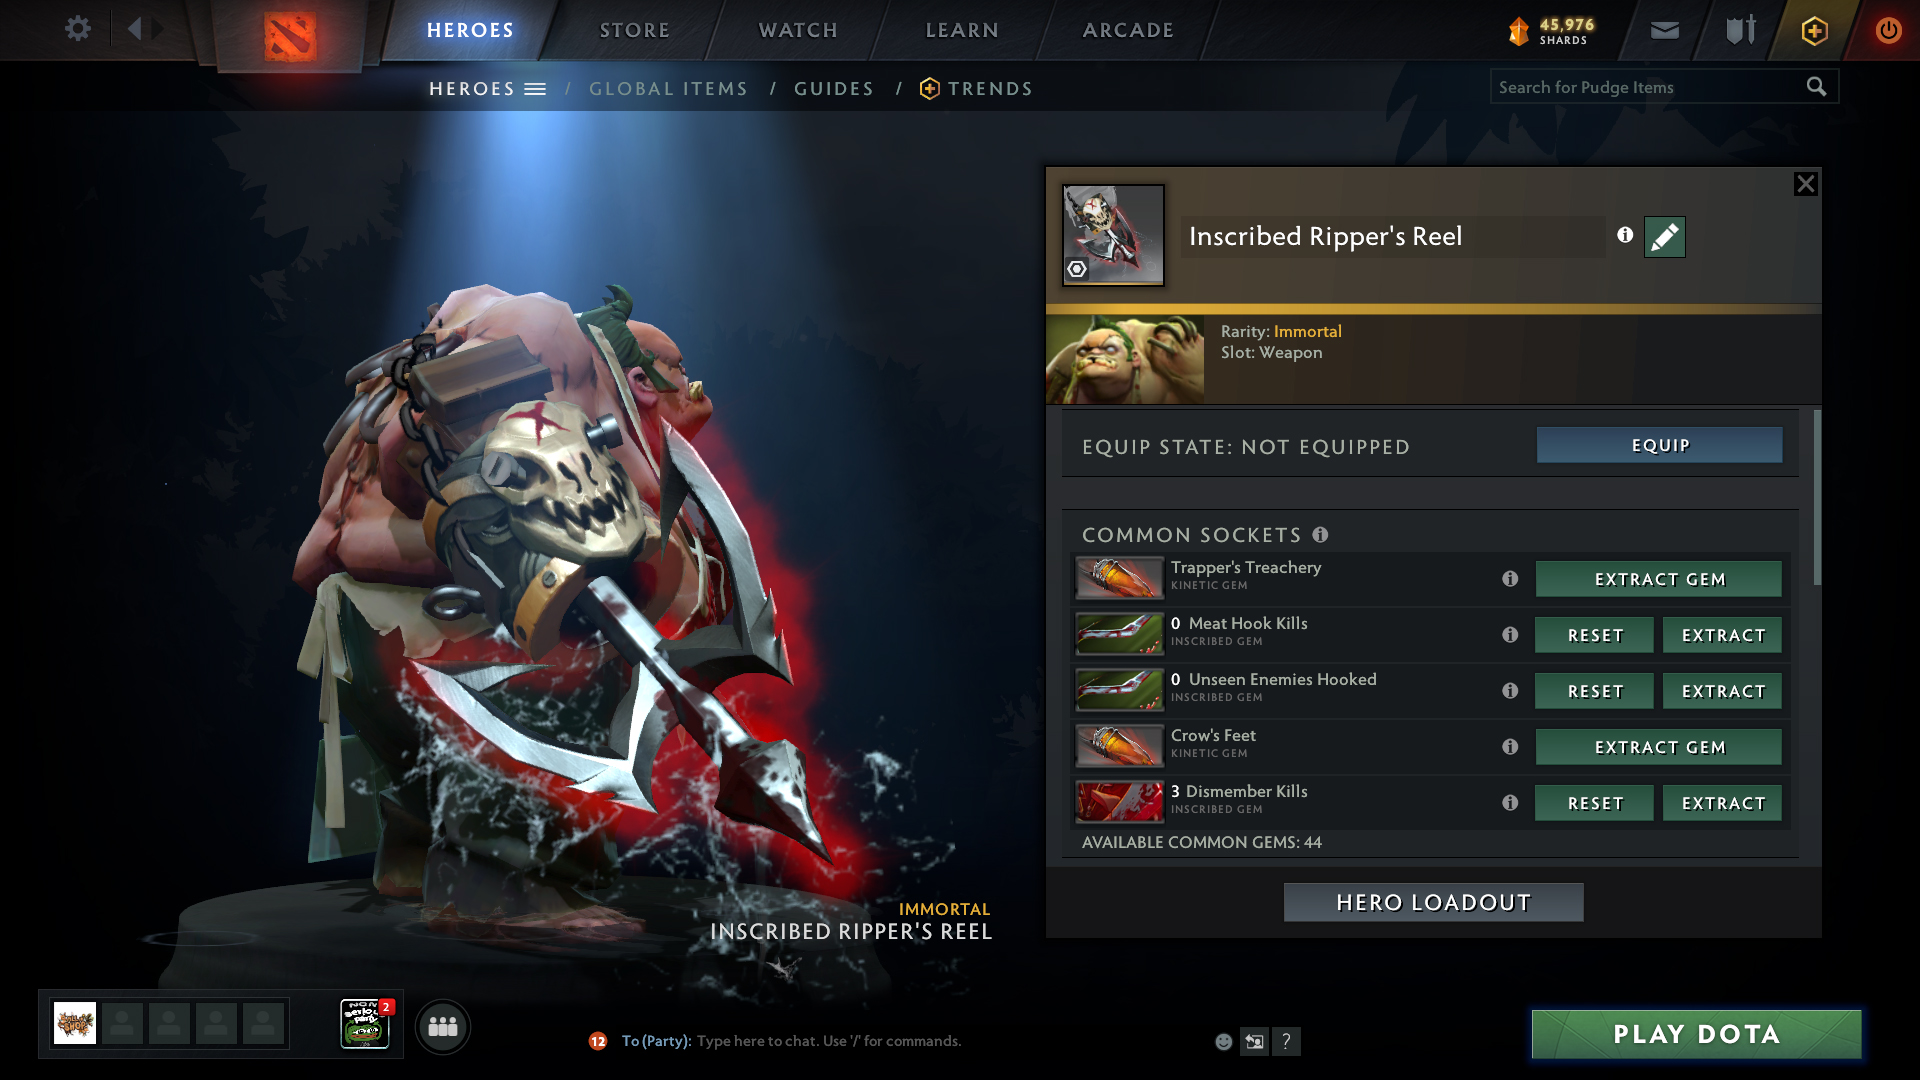 HEROES
STORE
WATCH
LEARN
ARCADE
45,976
SHARDS
HEROES / GLOBAL ITEMS / GUIDES / TRENDS
Search for Pudge Items
Inscribed Ripper's Reel
Rarity: Immortal
Slot: Weapon
EQUIP STATE: NOT EQUIPPED
EQUIP
COMMON SOCKETS
Trapper's Treachery
KINETIC GEM
EXTRACT GEM
0 Meat Hook Kills
INSCRIBED GEM
RESET
EXTRACT
0 Unseen Enemies Hooked
INSCRIBED GEM
RESET
EXTRACT
Crow's Feet
KINETIC GEM
EXTRACT GEM
3 Dismember Kills
INSCRIBED GEM
RESET
EXTRACT
AVAILABLE COMMON GEMS: 44
HERO LOADOUT
IMMORTAL
INSCRIBED RIPPER'S REEL
2
12
To (Party): Type here to chat. Use '/' for commands.
?
PLAY DOTA